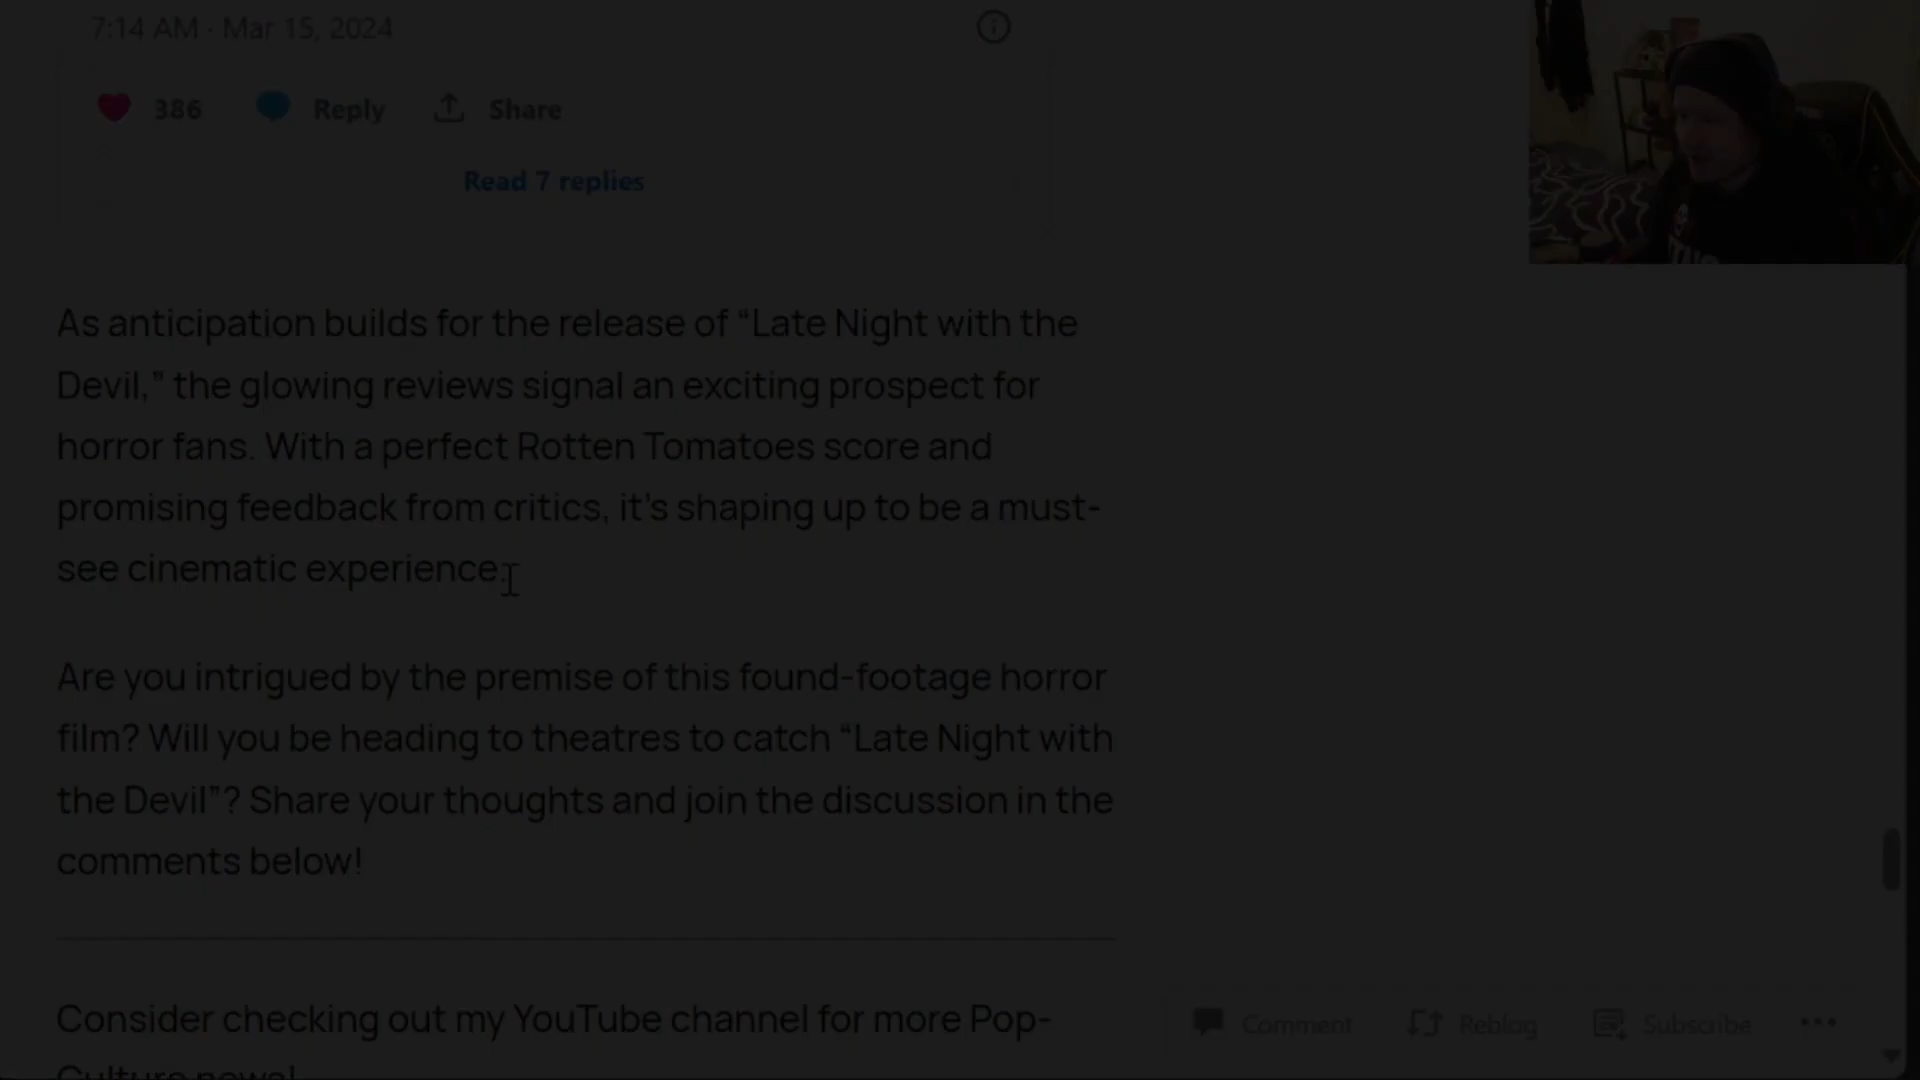 7:14 AM · Mar 15, 2024
386 Reply Share
Read 7 replies
As anticipation builds for the release of “Late Night with the
Devil,” the glowing reviews signal an exciting prospect for
horror fans. With a perfect Rotten Tomatoes score and
promising feedback from critics, it’s shaping up to be a must-
see cinematic experience.
Are you intrigued by the premise of this found-footage horror
film? Will you be heading to theatres to catch “Late Night with
the Devil”? Share your thoughts and join the discussion in the
comments below!
Consider checking out my YouTube channel for more Pop-
Culture news!
Comment Reblog Subscribe